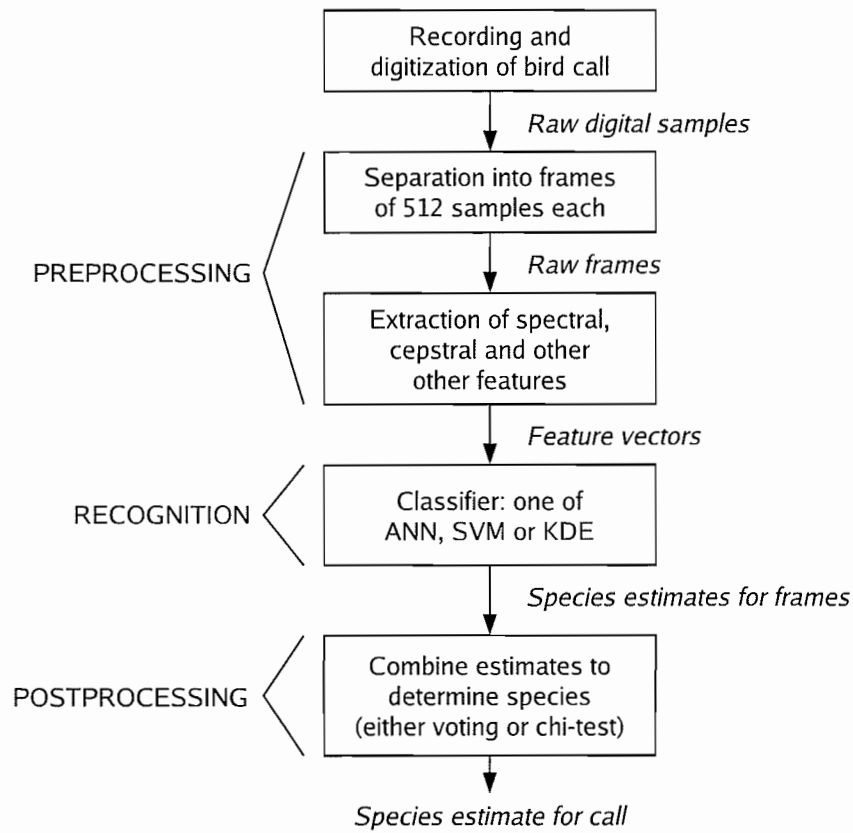 Recording and
digitization of bird call
Raw digital samples
Separation into frames
of 512 samples each
PREPROCESSING
Raw frames
Extraction of spectral,
cepstral and other
other features
Feature vectors
RECOGNITION
Classifier: one of
ANN, SVM or KDE
Species estimates for frames
POSTPROCESSING
Combine estimates to
determine species
(either voting or chi-test)
Species estimate for call